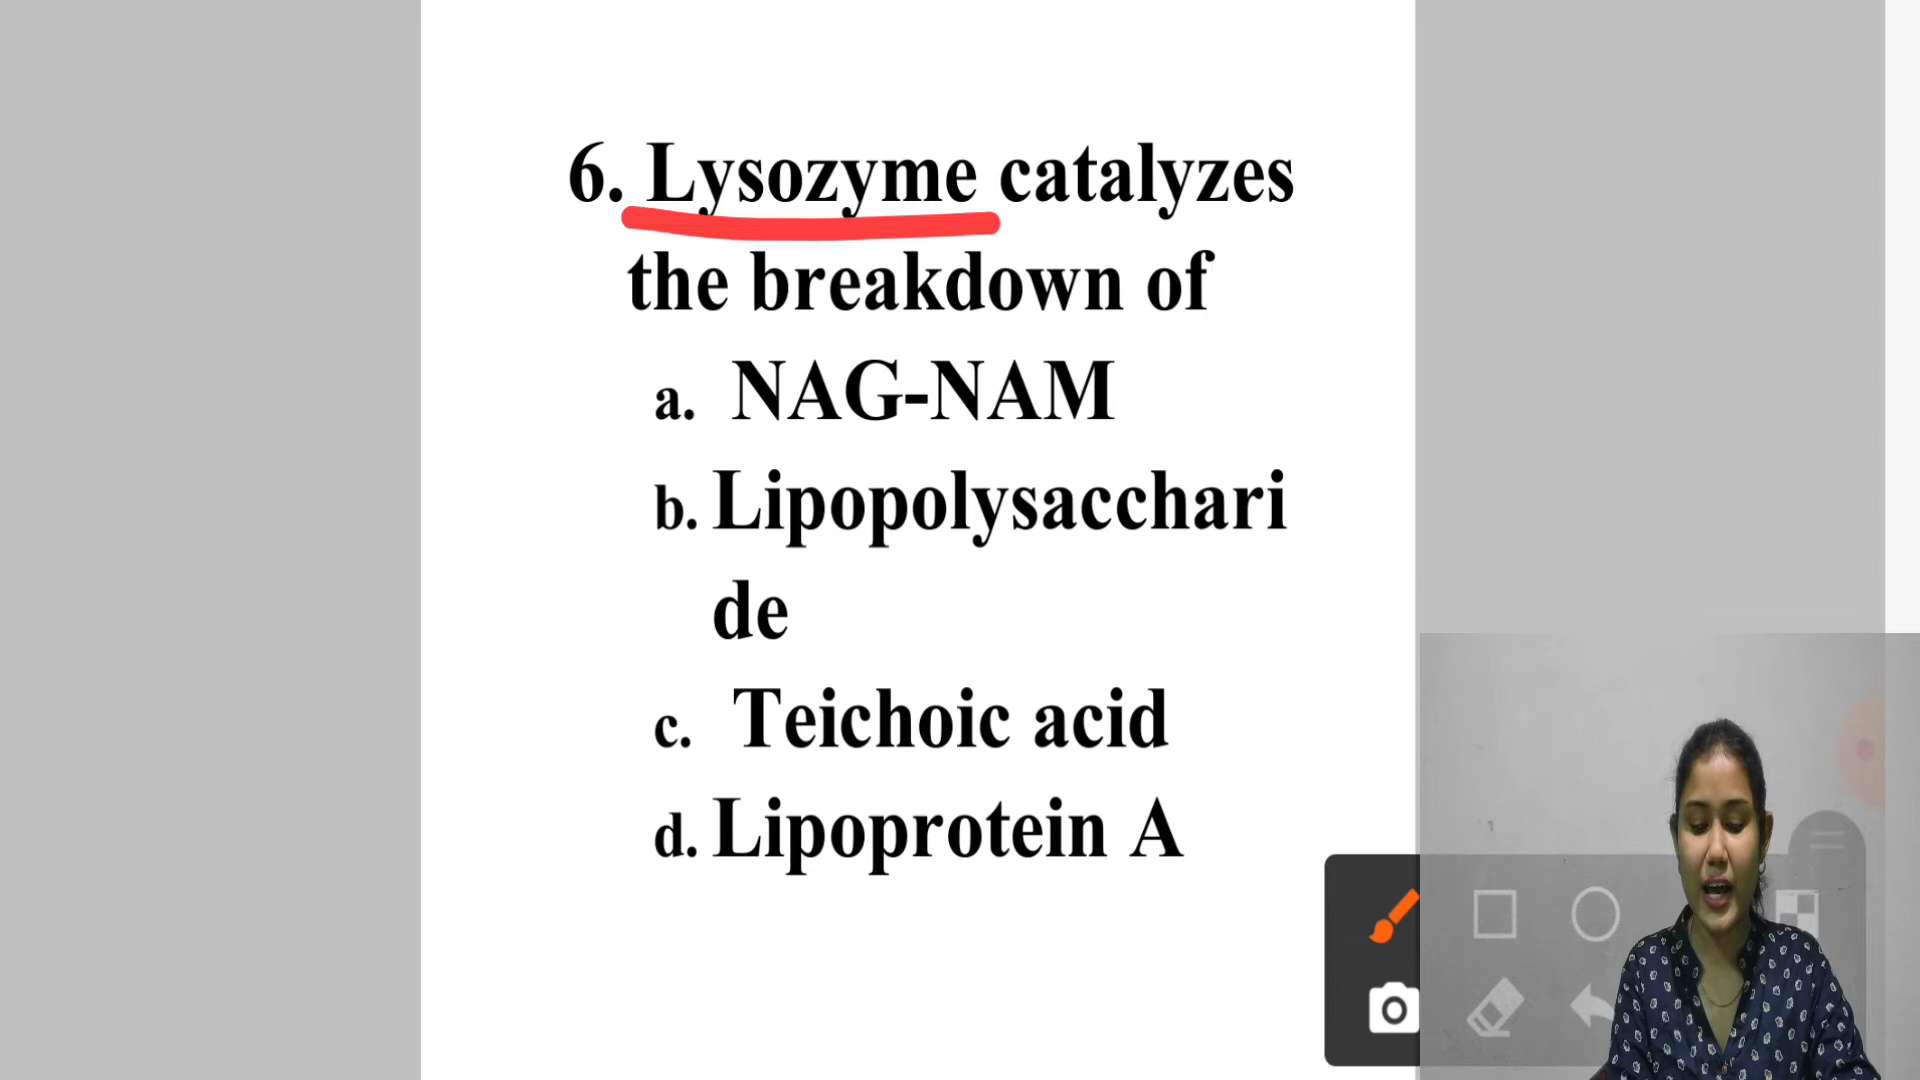 6. Lysozyme catalyzes
the breakdown of
a. NAG-NAM
b. Lipopolysacchari
de
c. Teichoic acid
d. Lipoprotein A